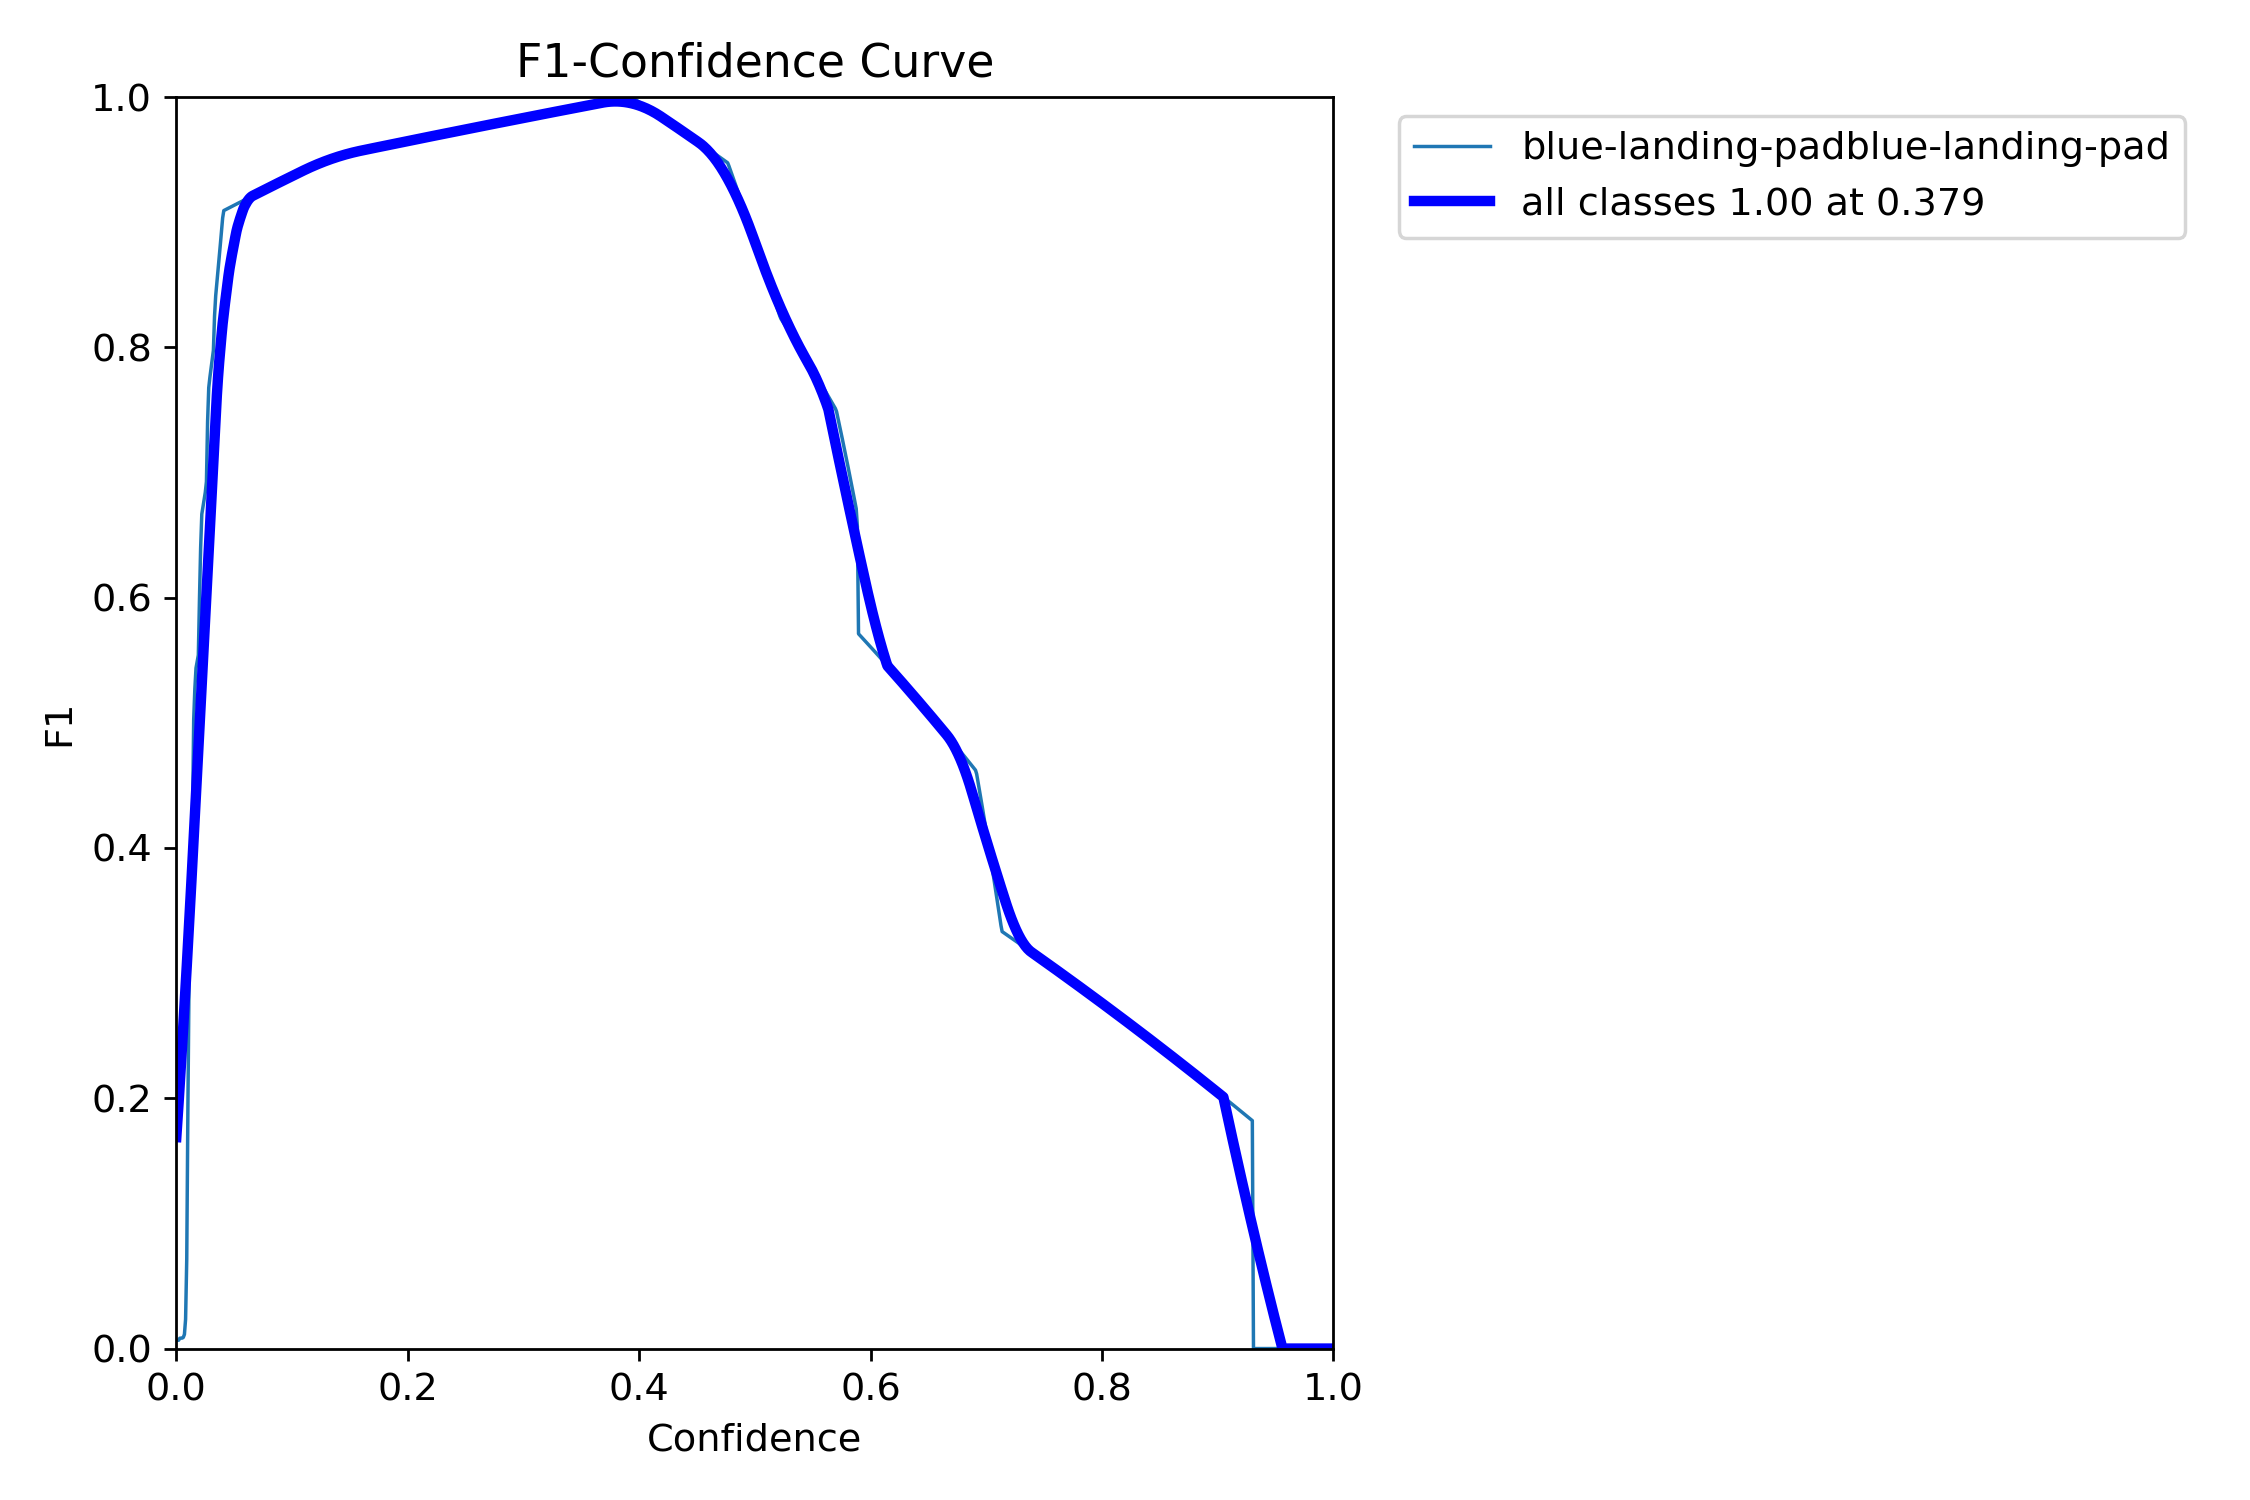 F1-Confidence Curve
1.0
0.8
0.6
0.4
0.2
0.0
F1
0.0 0.2 0.4 0.6 0.8 1.0
Confidence
blue-landing-padblue-landing-pad
all classes 1.00 at 0.379